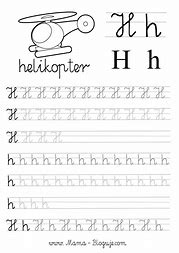 H h
H h
helikopter
H H H H H H H H H H
H H H H H H H H H H
H H H H
h h h h h h h h h h h h
h h h h h h h h h h h h
h h h h
H h H h H h H h H h H h
www.Mama-Bloguje.com